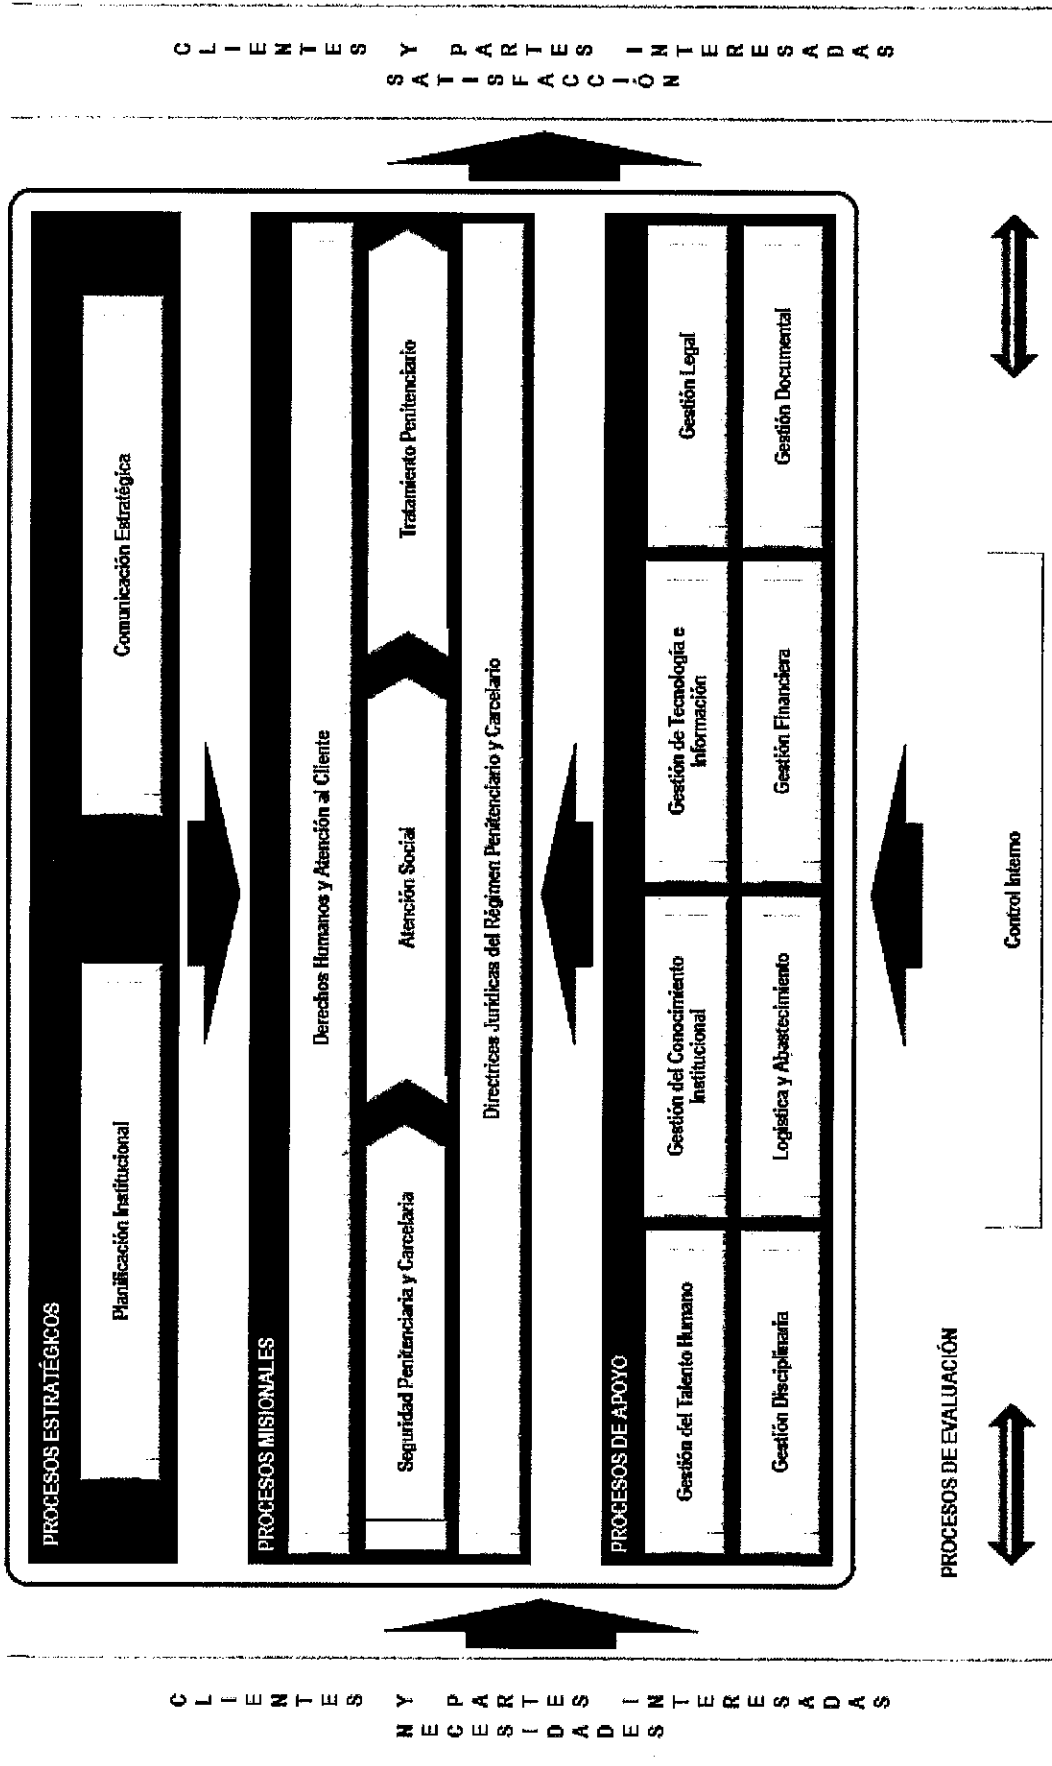 CLIENTES Y PARTES INTERESADAS
NECESIDADES
PROCESOS ESTRATÉGICOS
Planificación Institucional
Comunicación Estratégica
PROCESOS MISIONALES
Derechos Humanos y Atención al Cliente
Seguridad Penitenciaria y Carcelaria
Atención Social
Tratamiento Penitenciario
Directrices Jurídicas del Régimen Penitenciario y Carcelario
PROCESOS DE APOYO
Gestión del Talento Humano
Gestión del Conocimiento
Institucional
Gestión de Tecnología e
Información
Gestión Legal
Gestión Disciplinaria
Logística y Abastecimiento
Gestión Financiera
Gestión Documental
PROCESOS DE EVALUACIÓN
Control Interno
CLIENTES Y PARTES INTERESADAS
SATISFACCIÓN